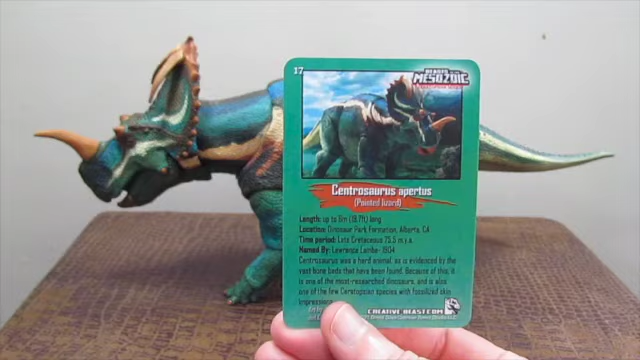 17
BEASTS OF THE
MESOZOIC
Centrosaurus apertus
(Pointed lizard)
Length: up to 6m (19.7ft) long
Location: Dinosaur Park Formation, Alberta, CA
Time period: Late Cretaceous 75.5 m.y.a.
Named By: Lawrence Lambe- 1904
Centrosaurus was a herd animal, as is evidenced by the
vast bone beds that have been found. Because of this, it
is one of the most-researched dinosaurs, and is also
one of the few Ceratopsian species with fossilized skin
impressions
CREATIVE BEAST.COM